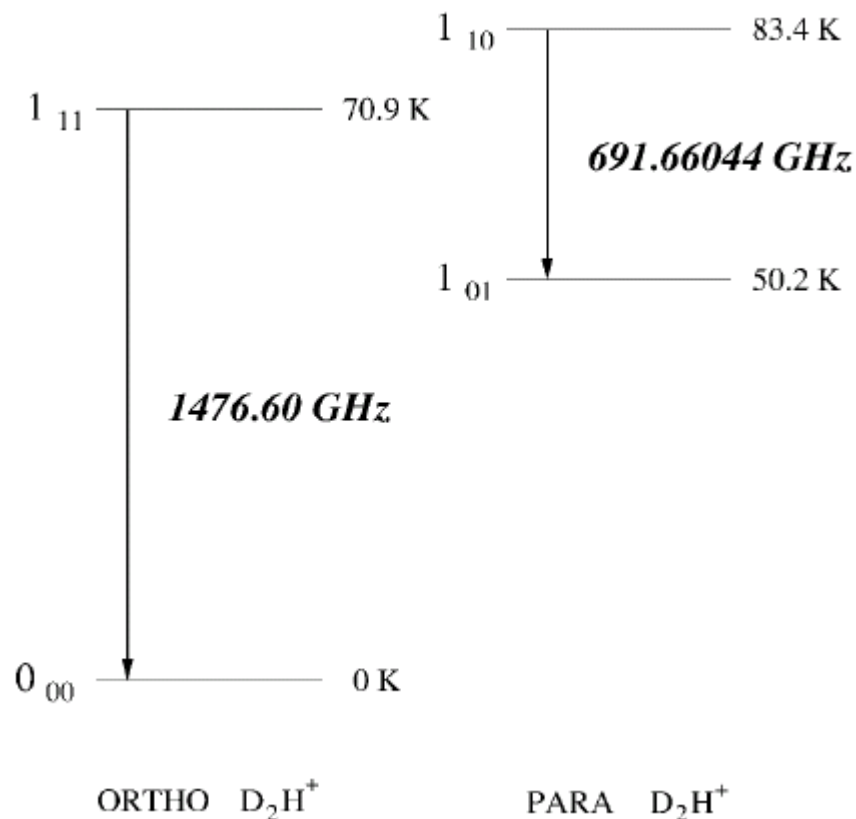 1 10 83.4 K
1 11 70.9 K
691.66044 GHz
1 01 50.2 K
1476.60 GHz
0 00 0 K
ORTHO D2H+ PARA D2H+